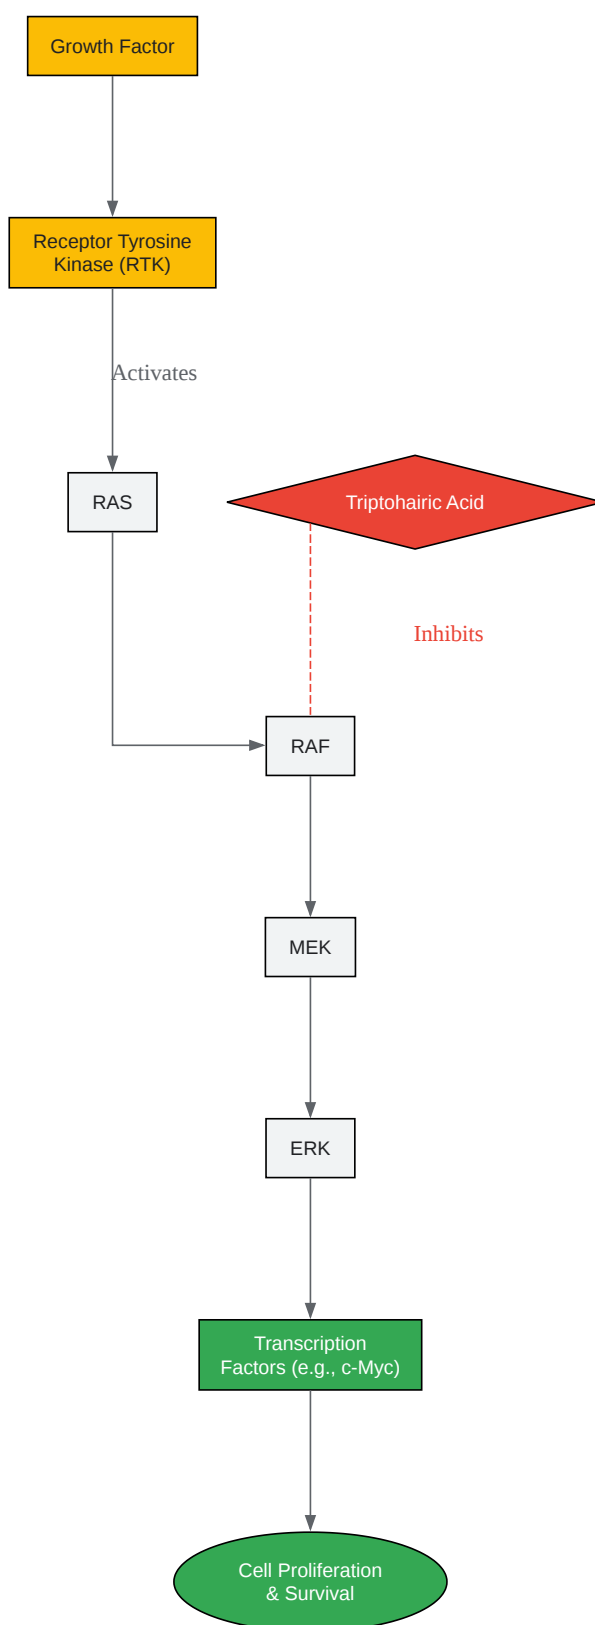 Growth Factor
Receptor Tyrosine
Kinase (RTK)
Activates
RAS
Triptohairic Acid
Inhibits
RAF
MEK
ERK
Transcription
Factors (e.g., c-Myc)
Cell Proliferation
& Survival